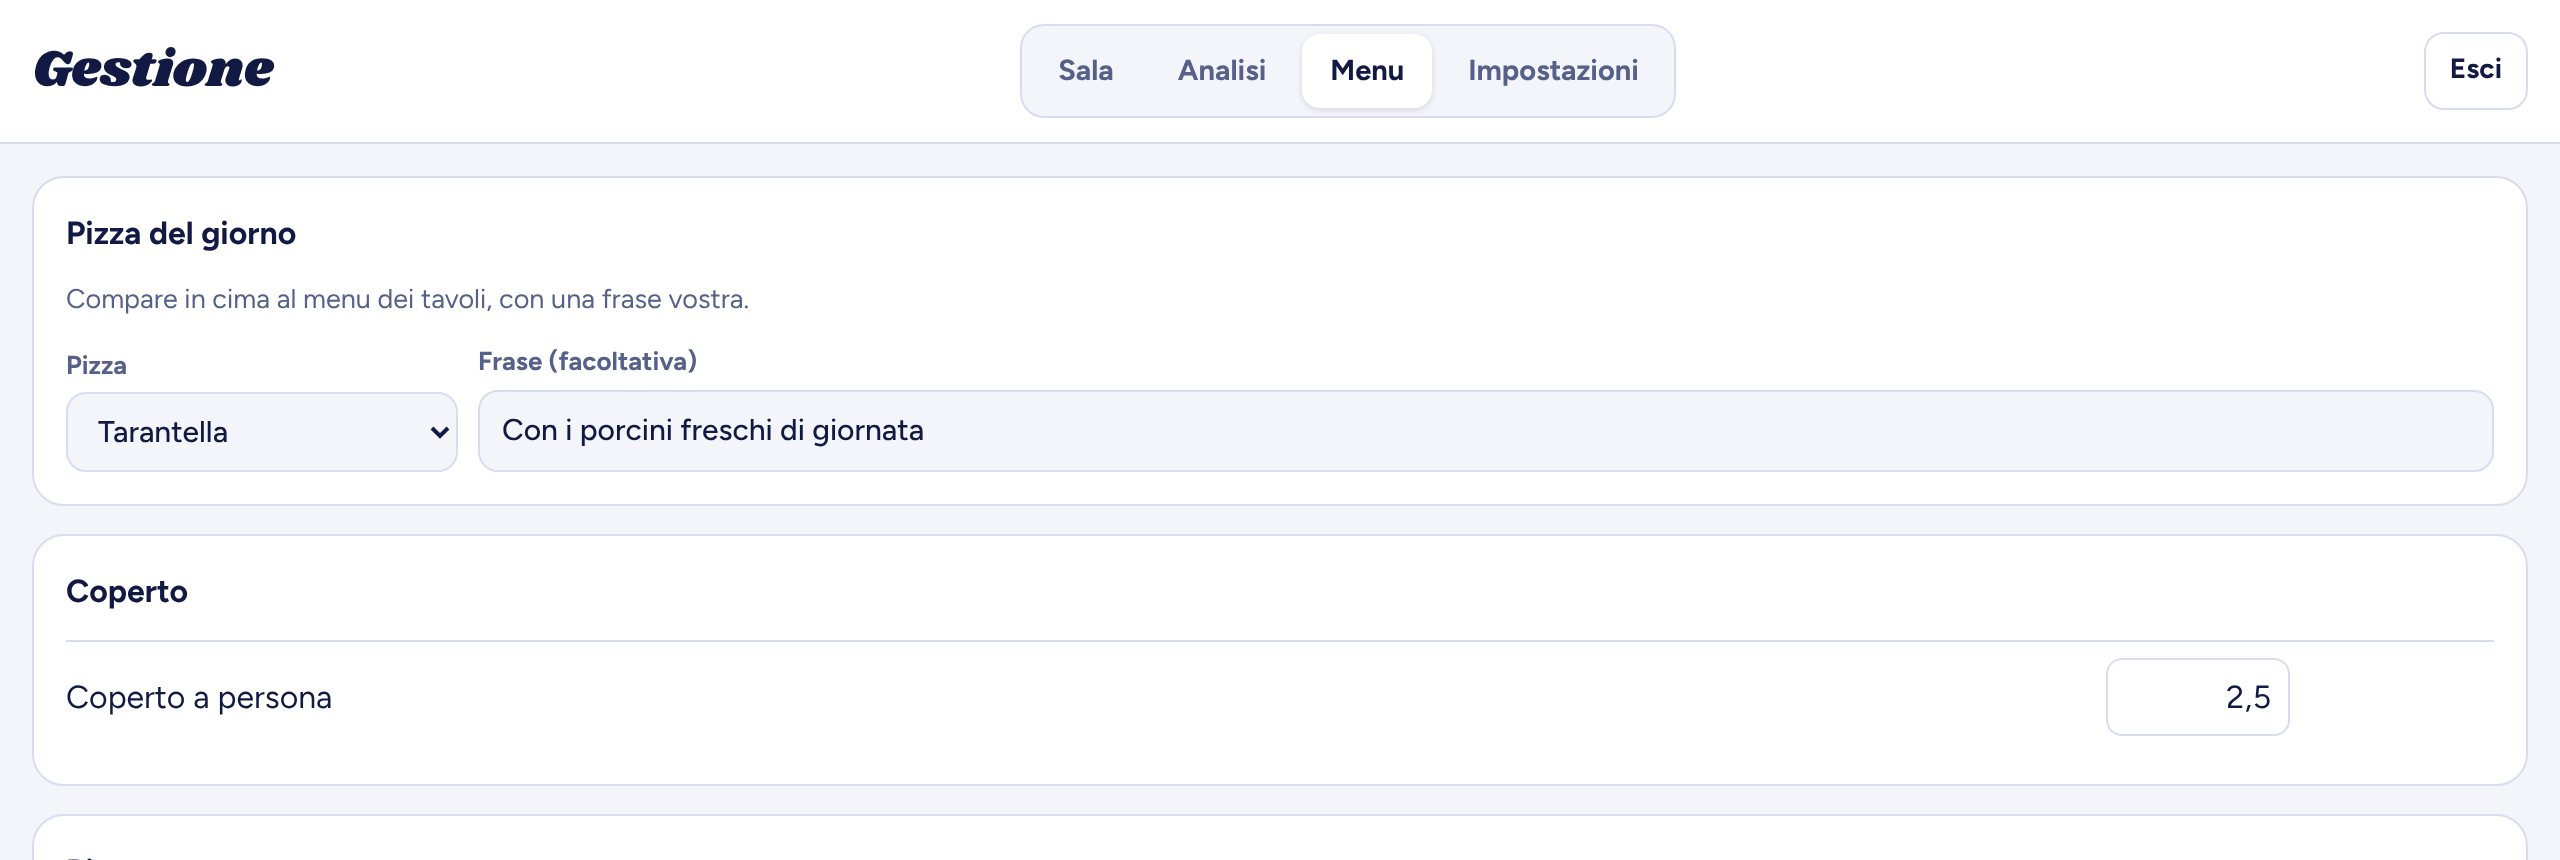 Gestione
Sala Analisi Menu Impostazioni
Esci
Pizza del giorno
Compare in cima al menu dei tavoli, con una frase vostra.
Pizza
Frase (facoltativa)
Tarantella
Con i porcini freschi di giornata
Coperto
Coperto a persona
2,5